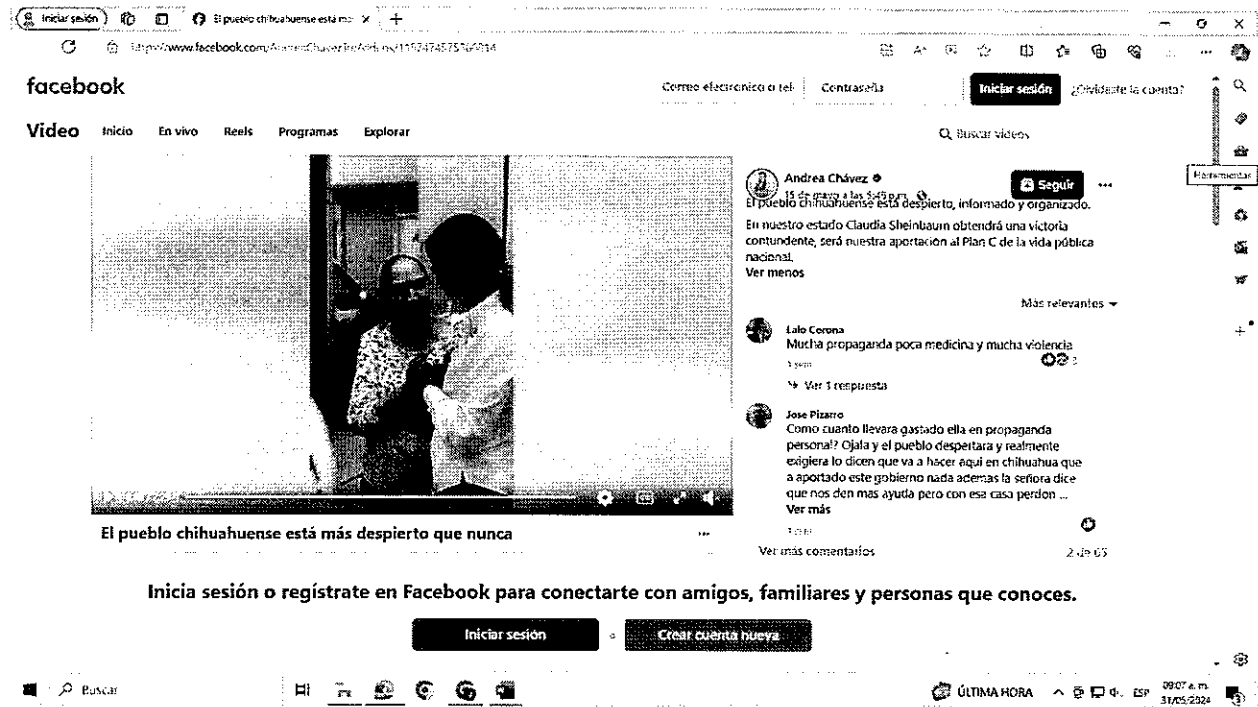 Iniciar sesión
El pueblo chihuahuense está
facebook
Contraseña
Iniciar sesión
¿Olvidaste la cuenta?
Video
Inicio
En vivo
Reels
Programas
Explorar
Buscar videos
Herramientas
Andrea Chávez
Seguir
15 de mayo a las
El pueblo chihuahuense está despierto, informado y organizado.
En nuestro estado Claudia Sheinbaum obtendrá una victoria
contundente, será nuestra aportación al Plan C de la vida pública
nacional.
Ver menos
Más relevantes
Lalo Corona
Mucha propaganda poca medicina y mucha violencia
Ver 1 respuesta
Jose Pizarro
Como cuanto llevara gastado ella en propaganda
personal? Ojala y el pueblo despertara y realmente
exigiera lo dicen que va a hacer aqui en chihuahua que
a aportado este gobierno nada ademas la señora dice
que nos den mas ayuda pero con esa casa perdon ...
Ver más
Ver más comentarios
2 de 65
El pueblo chihuahuense está más despierto que nunca
Inicia sesión o regístrate en Facebook para conectarte con amigos, familiares y personas que conoces.
Iniciar sesión
o
Crear cuenta nueva
Buscar
ÚLTIMA HORA
ESP
09:07 a. m.
31/05/2024